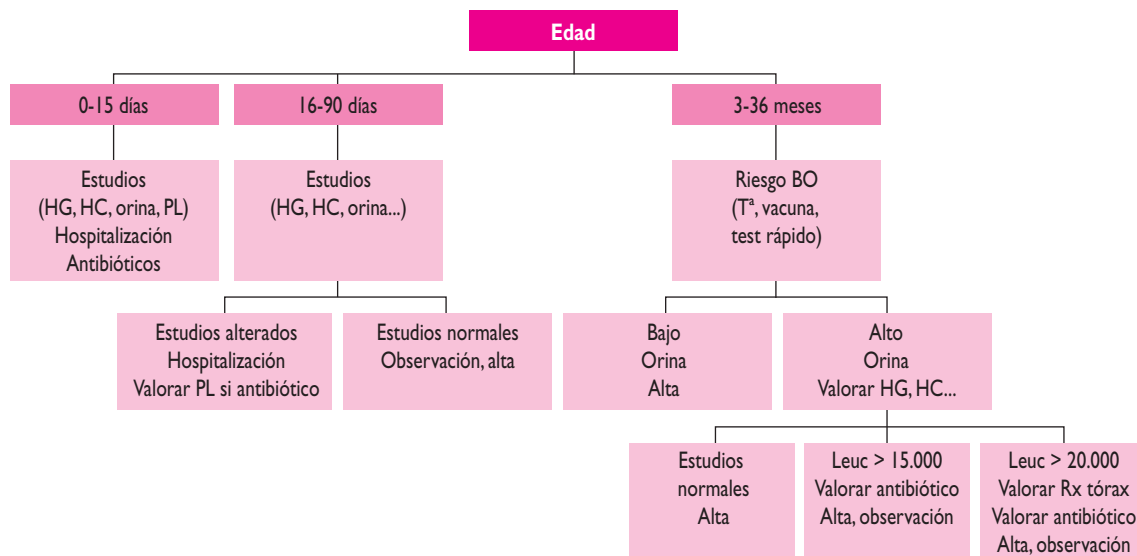 Edad
0-15 días
16-90 días
3-36 meses
Estudios
(HG, HC, orina, PL)
Hospitalización
Antibióticos
Estudios
(HG, HC, orina...)
Riesgo BO
(Tª, vacuna,
test rápido)
Estudios alterados
Hospitalización
Valorar PL si antibiótico
Estudios normales
Observación, alta
Bajo
Orina
Alta
Alto
Orina
Valorar HG, HC...
Estudios
normales
Alta
Leuc > 15.000
Valorar antibiótico
Alta, observación
Leuc > 20.000
Valorar Rx tórax
Valorar antibiótico
Alta, observación